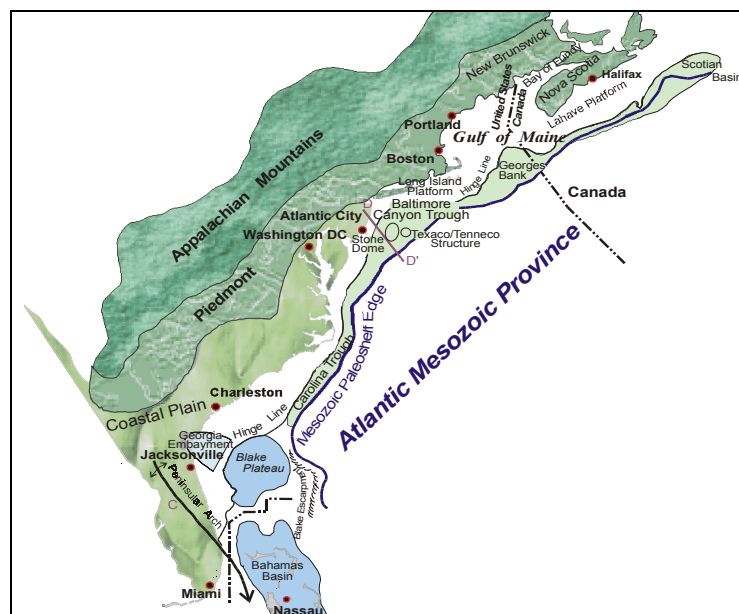 New Brunswick
Bay of Fundy
Nova Scotia
Halifax
Scotian
Basin
Lahave Platform
United States
Canada
Portland
Gulf of Maine
Boston
Hinge Line
Georges
Bank
Canada
Appalachian Mountains
Long Island
Platform
Baltimore
Canyon Trough
D
Atlantic City
Washington DC
Stone
Dome
Texaco/Tenneco
Structure
D'
Piedmont
Mesozoic Paleoshelf Edge
Atlantic Mesozoic Province
Carolina Trough
Charleston
Coastal Plain
Hinge Line
Georgia
Embayment
Jacksonville
Blake
Plateau
Peninsular Arch
C
Blake Escarpment
Bahamas
Basin
Miami
Nassau